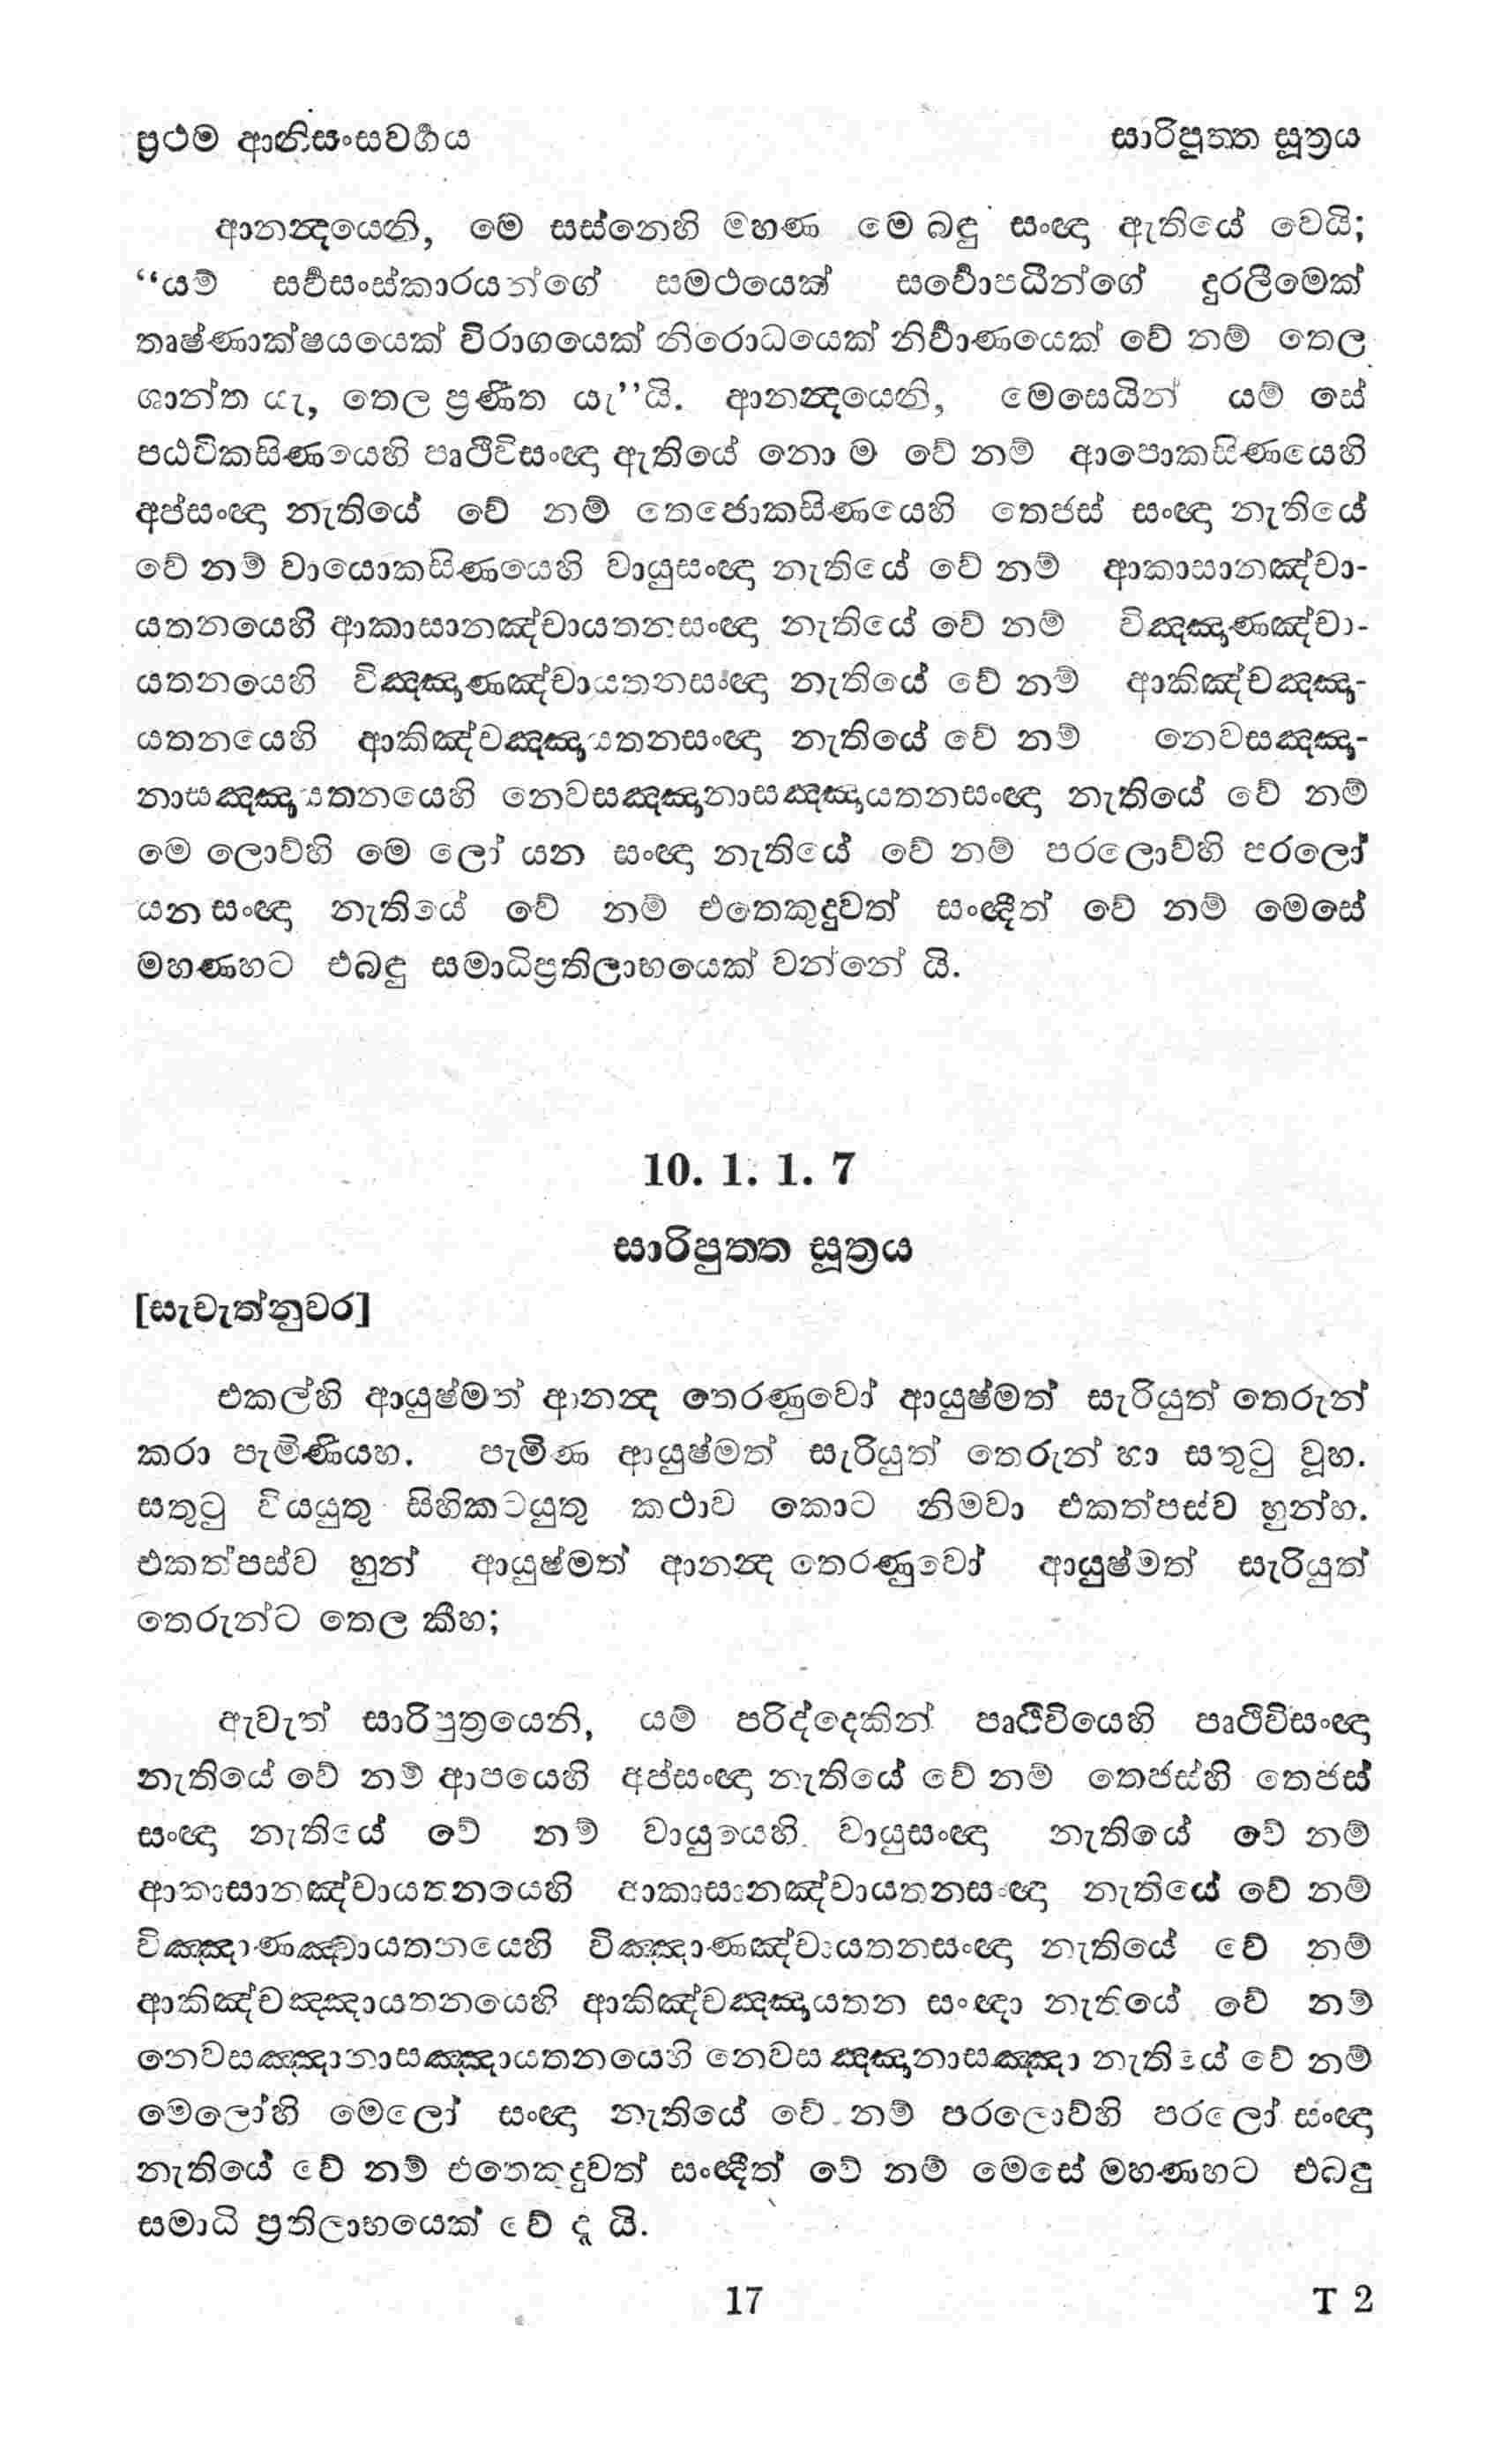 ප්‍රථම ආනිසංසවර්‍ගය
සාරිපුත්ත සූත්‍රය
ආනන්‍දයෙනි, මේ සස්නෙහි මහණ මෙ බඳු සංඥා ඇතියේ වෙයි;
“යම් සර්‍වසංස්කාරයන්ගේ සමථයෙක් සර්‍වොපධීන්ගේ දුරලීමෙක්
තෘෂ්ණාක්ෂයයෙක් විරාගයෙක් නිරොධයෙක් නිර්‍වාණයෙක් වේ නම් තෙල
ශාන්ත යැ, තෙල ප්‍රණීත යැ”යි. ආනන්‍දයෙනි, මෙසෙයින් යම් සේ
පඨවිකසිණයෙහි පෘථිවිසංඥා ඇතියේ නො ම වේ නම් ආපොකසිණයෙහි
අප්සංඥා නැතියේ වේ නම් තෙජොකසිණයෙහි තෙජස් සංඥා නැතියේ
වේ නම් වායොකසිණයෙහි වායුසංඥා නැතියේ වේ නම් ආකාසානඤ්චා-
යතනයෙහි ආකාසානඤ්චායතනසංඥා නැතියේ වේ නම් විඤ්ඤාණඤ්චා-
යතනයෙහි විඤ්ඤාණඤ්චායතනසංඥා නැතියේ වේ නම් ආකිඤ්චඤ්ඤා-
යතනයෙහි ආකිඤ්චඤ්ඤායතනසංඥා නැතියේ වේ නම් නෙවසඤ්ඤා-
නාසඤ්ඤායතනයෙහි නෙවසඤ්ඤානාසඤ්ඤායතනසංඥා නැතියේ වේ නම්
මෙ ලොව්හි මෙ ලෝ යන සංඥා නැතියේ වේ නම් පරලොව්හි පරලෝ
යන සංඥා නැතියේ වේ නම් එතෙකුදුවත් සංඥීත් වේ නම් මෙසේ
මහණහට එබඳු සමාධිප්‍රතිලාභයෙක් වන්නේ යි.
10. 1. 1. 7
සාරිපුත්ත සූත්‍රය
[සැවැත්නුවර]
එකල්හි ආයුෂ්මත් ආනන්‍ද තෙරණුවෝ ආයුෂ්මත් සැරියුත් තෙරුන්
කරා පැමිණියහ. පැමිණ ආයුෂ්මත් සැරියුත් තෙරුන් හා සතුටු වූහ.
සතුටු වියයුතු සිහිකටයුතු කථාව කොට නිමවා එකත්පස්ව හුන්හ.
එකත්පස්ව හුන් ආයුෂ්මත් ආනන්‍ද තෙරණුවෝ ආයුෂ්මත් සැරියුත්
තෙරුන්ට තෙල කීහ;
ඇවැත් සාරිපුත්‍රයෙනි, යම් පරිද්දෙකින් පෘථිවියෙහි පෘථිවිසංඥා
නැතියේ වේ නම් ආපයෙහි අප්සංඥා නැතියේ වේ නම් තෙජස්හි තෙජස්
සංඥා නැතියේ වේ නම් වායුයෙහි වායුසංඥා නැතියේ වේ නම්
ආකාසානඤ්චායතනයෙහි ආකාසානඤ්චායතනසංඥා නැතියේ වේ නම්
විඤ්ඤාණඤ්චායතනයෙහි විඤ්ඤාණඤ්චායතනසංඥා නැතියේ වේ නම්
ආකිඤ්චඤ්ඤායතනයෙහි ආකිඤ්චඤ්ඤායතන සංඥා නැතියේ වේ නම්
නෙවසඤ්ඤානාසඤ්ඤායතනයෙහි නෙවස ඤ්ඤානාසඤ්ඤා නැතියේ වේ නම්
මෙලෝහි මෙලෝ සංඥා නැතියේ වේ නම් පරලොව්හි පරලෝ සංඥා
නැතියේ වේ නම් එතෙකුදුවත් සංඥීත් වේ නම් මෙසේ මහණහට එබඳු
සමාධි ප්‍රතිලාභයෙක් වේ දැ යි.
17
T 2